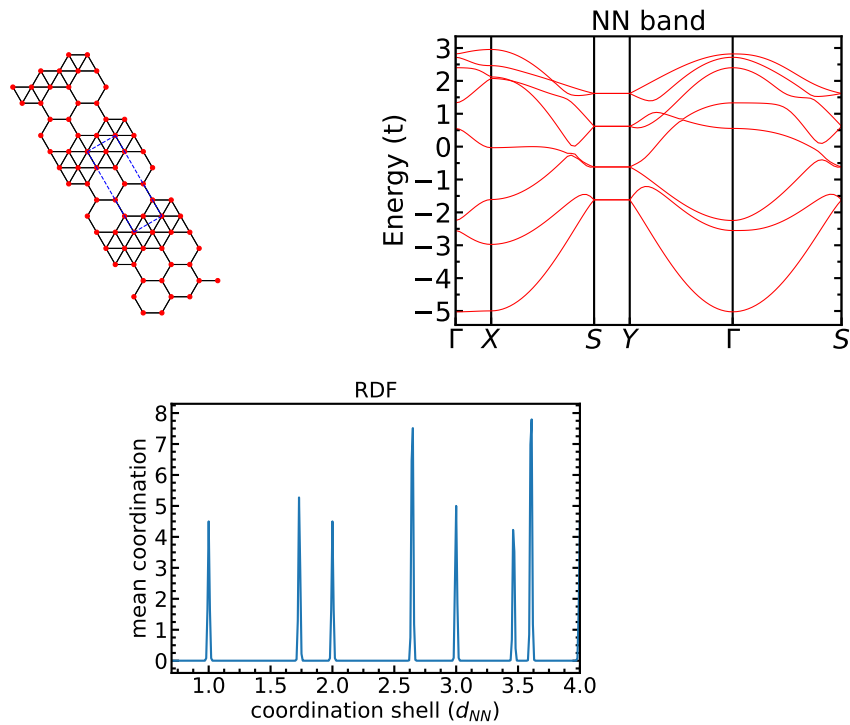 NN band
Energy (t)
3
2
1
0
−1
−2
−3
−4
−5
Γ X S Y Γ S
RDF
mean coordination
8
7
6
5
4
3
2
1
0
1.0 1.5 2.0 2.5 3.0 3.5 4.0
coordination shell (d_{NN})